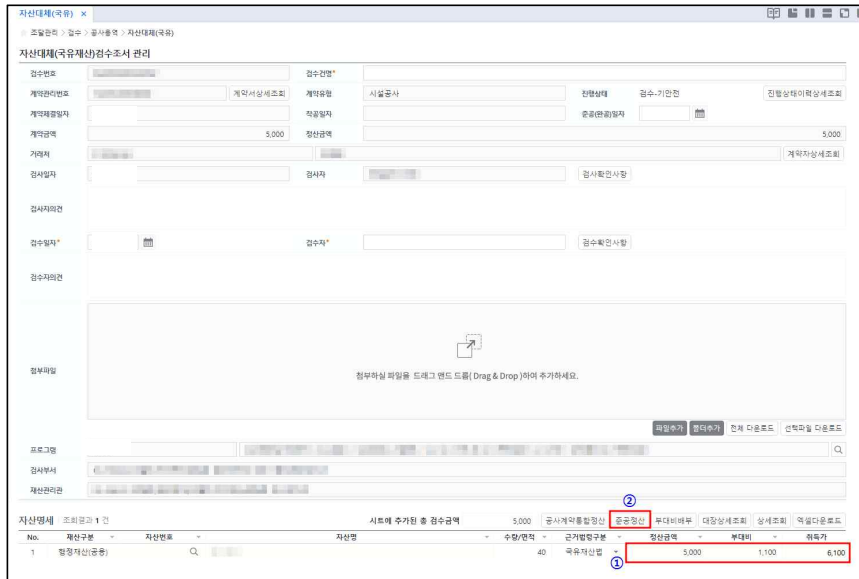 자산대체(국유) ×
조달관리 > 검수 > 공사용역 > 자산대체(국유)
자산대체(국유재산)검수조서 관리
검수번호 검수건명*
계약관리번호 계약서상세조회 계약유형 시설공사 진행상태 검수-기안전 진행상태이력상세조회
계약체결일자 착공일자 준공(완공)일자
계약금액 5,000 정산금액 5,000
거래처 계약자상세조회
검사일자 검사자 검사확인사항
검사자의견
검수일자* 검수자* 검수확인사항
검수자의견
첨부파일
첨부하실 파일을 드래그 앤드 드롭( Drag & Drop )하여 추가하세요.
파일추가 폴더추가 전체 다운로드 선택파일 다운로드
프로그램
검사부서
재산관리관
②
자산명세 조회결과 1 건 시트에 추가된 총 검수금액 5,000 공사계약통합정산 준공정산 부대비배부 대장상세조회 상세조회 엑셀다운로드
No. 재산구분 자산번호 자산명 수량/면적 근거법령구분 정산금액 부대비 취득가
1 행정재산(공용) 40 국유재산법 5,000 1,100 6,100
①